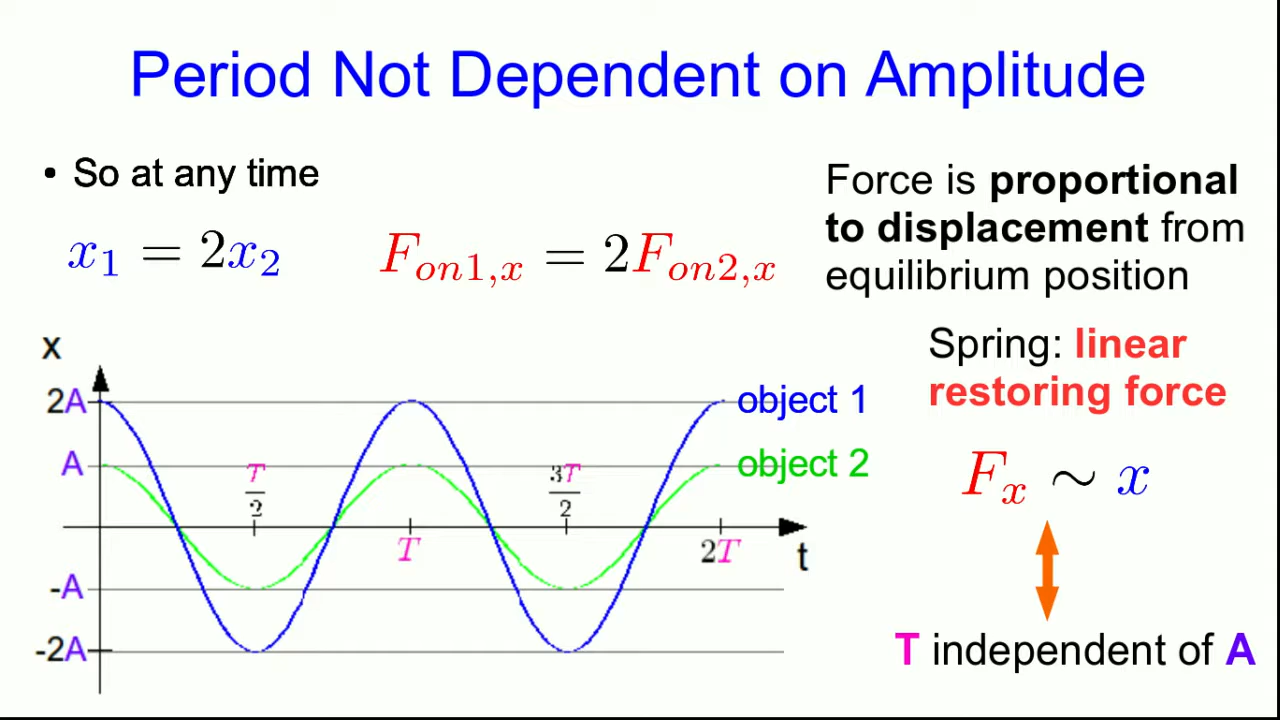 Period Not Dependent on Amplitude
• So at any time
x₁ = 2x₂
F_{on1,x} = 2F_{on2,x}
Force is proportional
to displacement from
equilibrium position
Spring: linear
restoring force
F_x ~ x
T independent of A
x
2A
A
-A
-2A
T/2
T
3T/2
2T
t
object 1
object 2